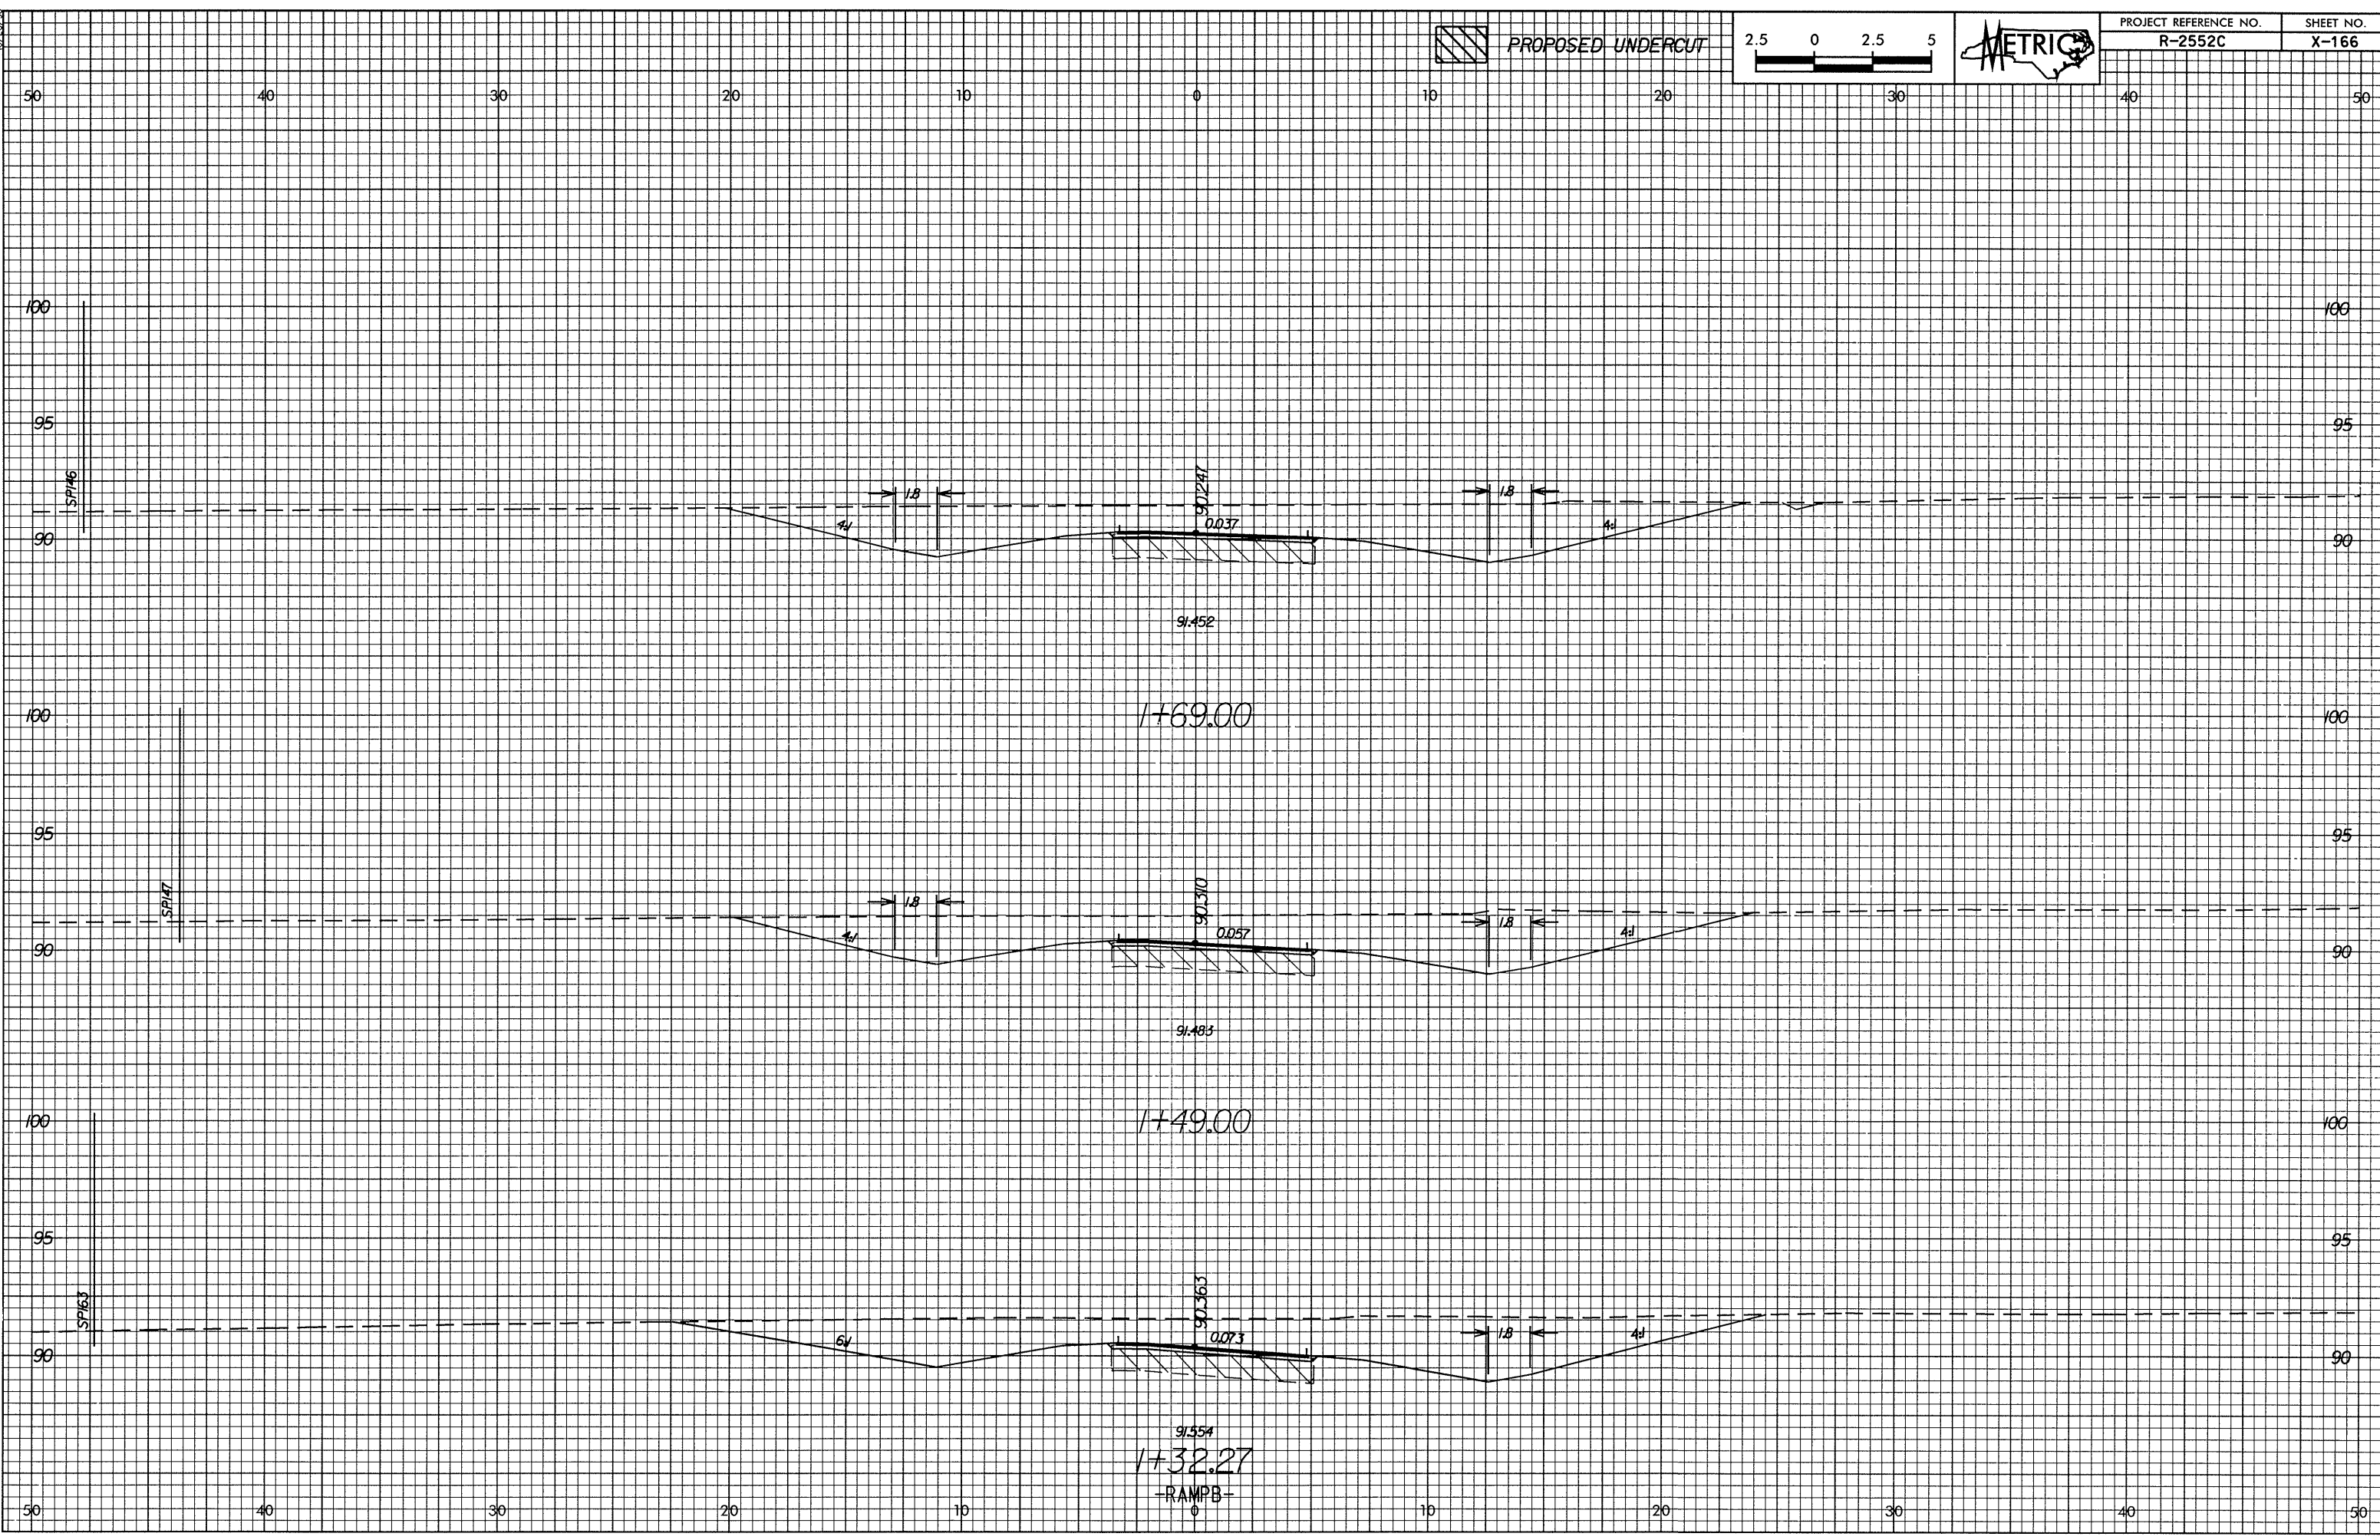 PROPOSED UNDERCUT
2.5 0 2.5 5
METRIC
PROJECT REFERENCE NO. SHEET NO.
R-2552C X-166
50 40 30 20 10 0 10 20 30 40 50
100 100
95 95
SP146
90.247
1.8 1.8
4:1 0.037 4:1
90 90
91.452
100 1+69.00 100
95 95
SP147
90.310
1.8 1.8
4:1 0.057 4:1
90 90
91.483
100 1+49.00 100
95 95
SP163
90.363
1.8
6:1 0.073 4:1
90 90
91.554
1+32.27
-RAMPB-
50 40 30 20 10 0 10 20 30 40 50